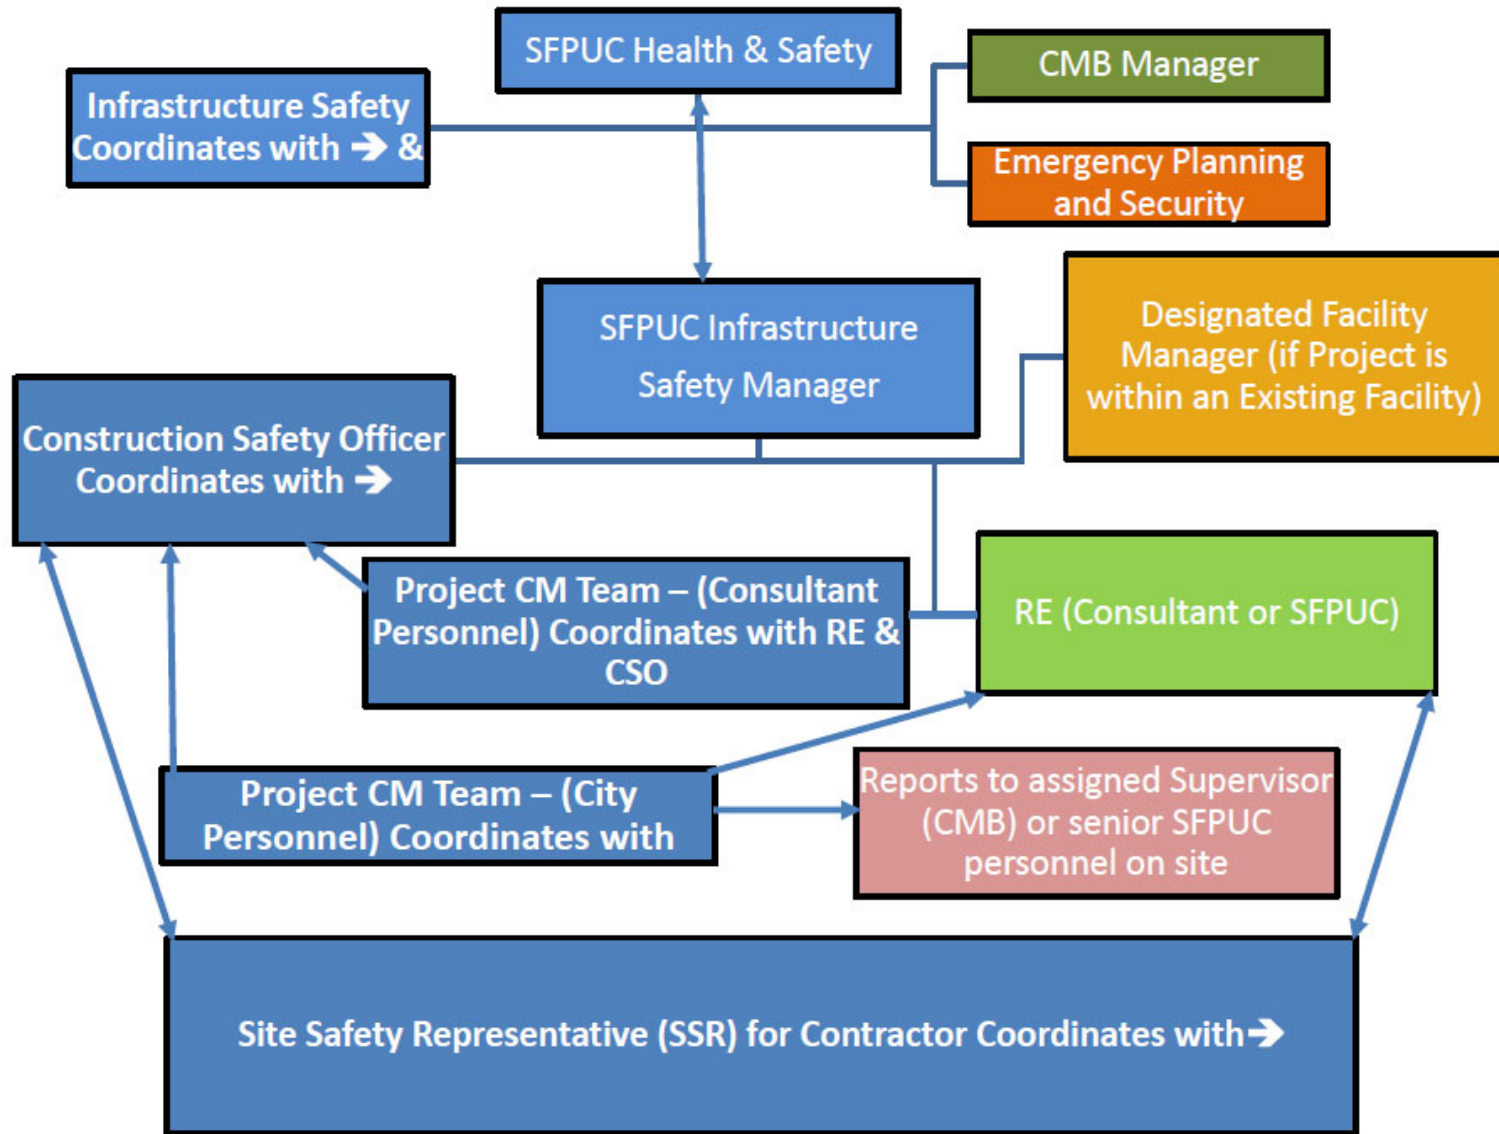 SFPUC Health & Safety
CMB Manager
Infrastructure Safety
Coordinates with ➔ &
Emergency Planning
and Security
SFPUC Infrastructure
Safety Manager
Designated Facility
Manager (if Project is
within an Existing Facility)
Construction Safety Officer
Coordinates with ➔
Project CM Team – (Consultant
Personnel) Coordinates with RE &
CSO
RE (Consultant or SFPUC)
Project CM Team – (City
Personnel) Coordinates with
Reports to assigned Supervisor
(CMB) or senior SFPUC
personnel on site
Site Safety Representative (SSR) for Contractor Coordinates with➔